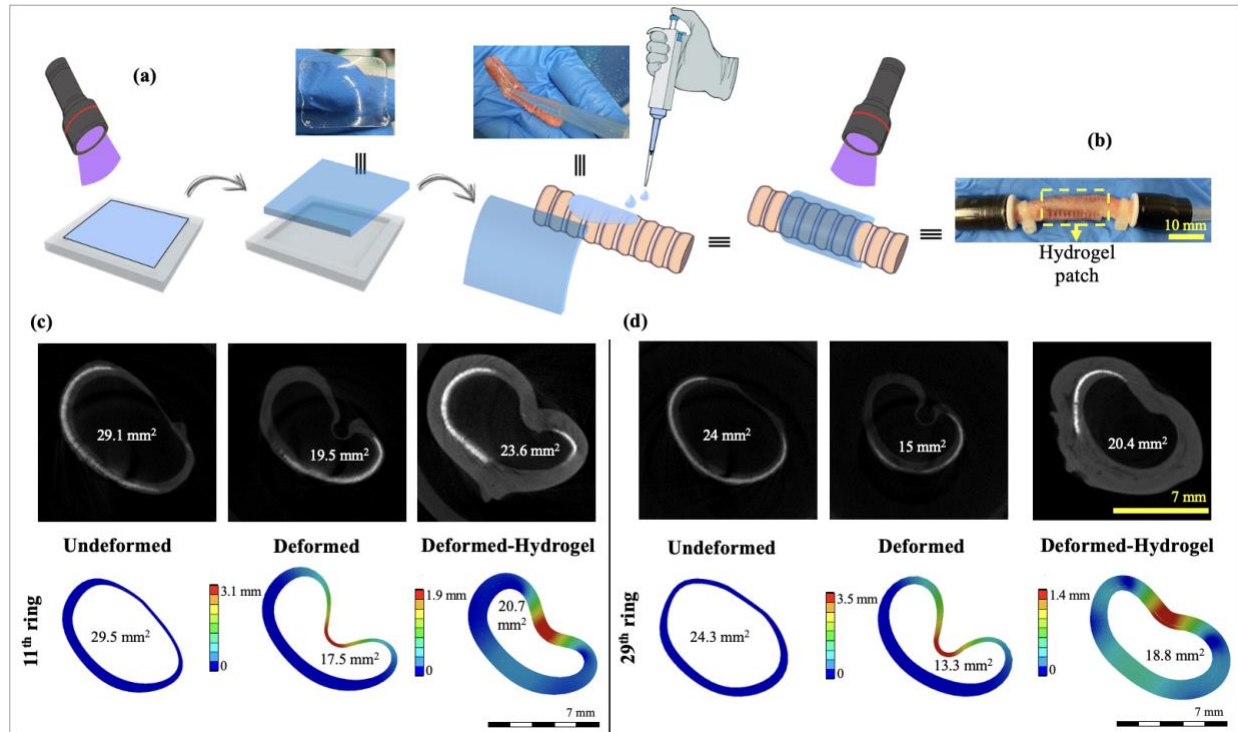 (a)
(b)
10 mm
Hydrogel
patch
(c)
29.1 mm²
19.5 mm²
23.6 mm²
Undeformed
Deformed
Deformed-Hydrogel
11th ring
29.5 mm²
3.1 mm
0
17.5 mm²
1.9 mm
0
20.7
mm²
7 mm
(d)
24 mm²
15 mm²
20.4 mm²
7 mm
Undeformed
Deformed
Deformed-Hydrogel
29th ring
24.3 mm²
3.5 mm
0
13.3 mm²
1.4 mm
0
18.8 mm²
7 mm